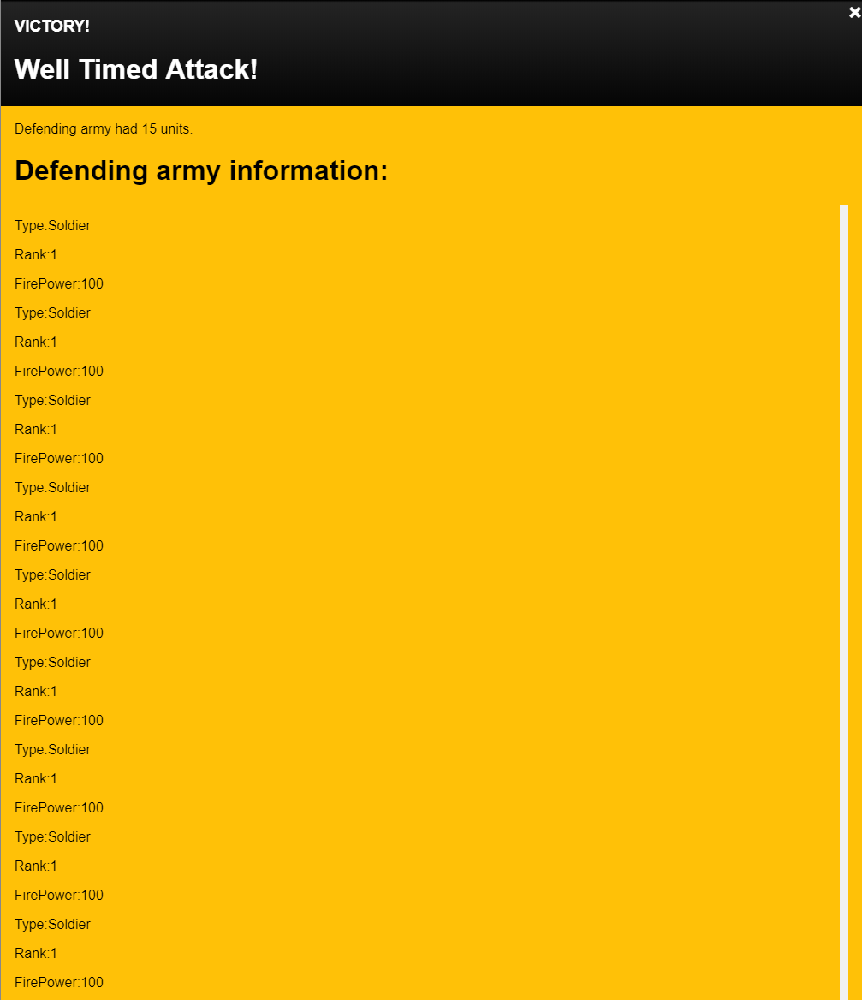 VICTORY!
Well Timed Attack!
Defending army had 15 units.
Defending army information:
Type:Soldier
Rank:1
FirePower:100
Type:Soldier
Rank:1
FirePower:100
Type:Soldier
Rank:1
FirePower:100
Type:Soldier
Rank:1
FirePower:100
Type:Soldier
Rank:1
FirePower:100
Type:Soldier
Rank:1
FirePower:100
Type:Soldier
Rank:1
FirePower:100
Type:Soldier
Rank:1
FirePower:100
Type:Soldier
Rank:1
FirePower:100